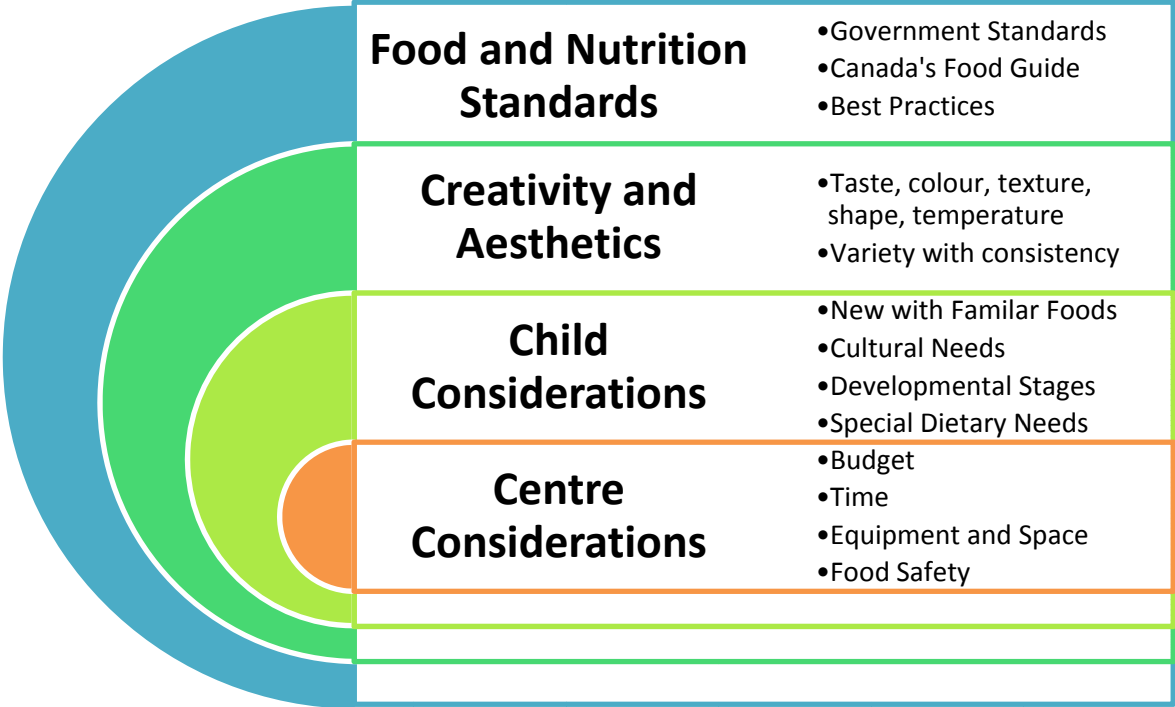 Food and Nutrition
Standards
•Government Standards
•Canada's Food Guide
•Best Practices
Creativity and
Aesthetics
•Taste, colour, texture,
shape, temperature
•Variety with consistency
Child
Considerations
•New with Familar Foods
•Cultural Needs
•Developmental Stages
•Special Dietary Needs
Centre
Considerations
•Budget
•Time
•Equipment and Space
•Food Safety